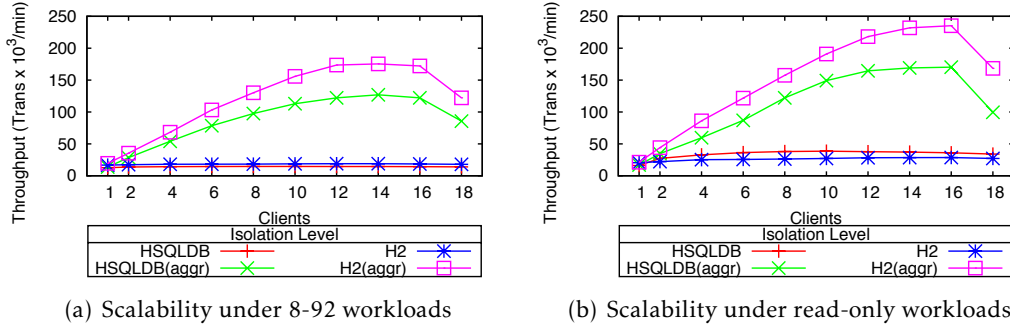 Throughput (Trans x 10³/min)
250
200
150
100
50
0
1 2 4 6 8 10 12 14 16 18
Clients
Isolation Level
HSQLDB H2
HSQLDB(aggr) H2(aggr)
(a) Scalability under 8-92 workloads
Throughput (Trans x 10³/min)
250
200
150
100
50
0
1 2 4 6 8 10 12 14 16 18
Clients
Isolation Level
HSQLDB H2
HSQLDB(aggr) H2(aggr)
(b) Scalability under read-only workloads